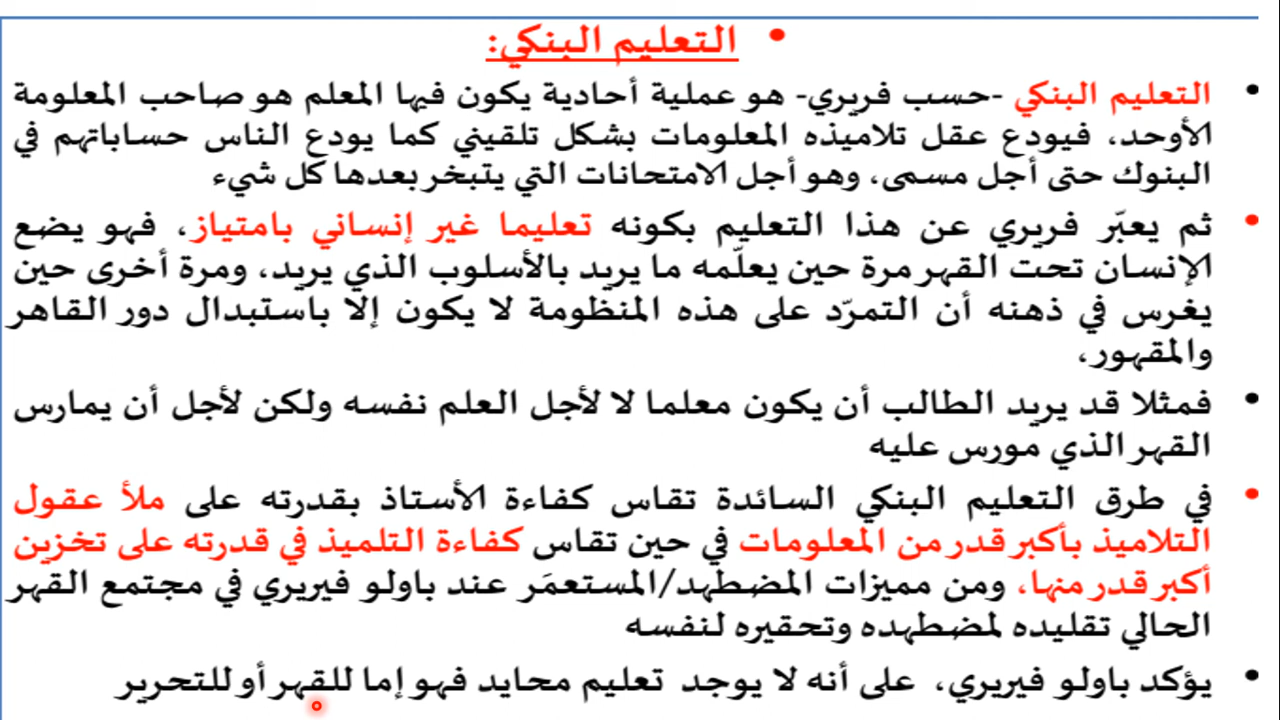 • التعليم البنكي:
• التعليم البنكي -حسب فريري- هو عملية أحادية يكون فيها المعلم هو صاحب المعلومة
الأوحد، فيودع عقل تلاميذه المعلومات بشكل تلقيني كما يودع الناس حساباتهم في
البنوك حتى أجل مسمى، وهو أجل الامتحانات التي يتبخر بعدها كل شيء
• ثم يعبّر فريري عن هذا التعليم بكونه تعليما غير إنساني بامتياز، فهو يضع
الإنسان تحت القهر مرة حين يعلّمه ما يريد بالأسلوب الذي يريد، ومرة أخرى حين
يغرس في ذهنه أن التمرّد على هذه المنظومة لا يكون إلا باستبدال دور القاهر
والمقهور،
• فمثلا قد يريد الطالب أن يكون معلما لا لأجل العلم نفسه ولكن لأجل أن يمارس
القهر الذي مورس عليه
• في طرق التعليم البنكي السائدة تقاس كفاءة الأستاذ بقدرته على ملأ عقول
التلاميذ بأكبر قدر من المعلومات في حين تقاس كفاءة التلميذ في قدرته على تخزين
أكبر قدر منها، ومن مميزات المضطهد/المستعمَر عند باولو فيريري في مجتمع القهر
الحالي تقليده لمضطهده وتحقيره لنفسه
• يؤكد باولو فيريري، على أنه لا يوجد تعليم محايد فهو إما للقهر أو للتحرير